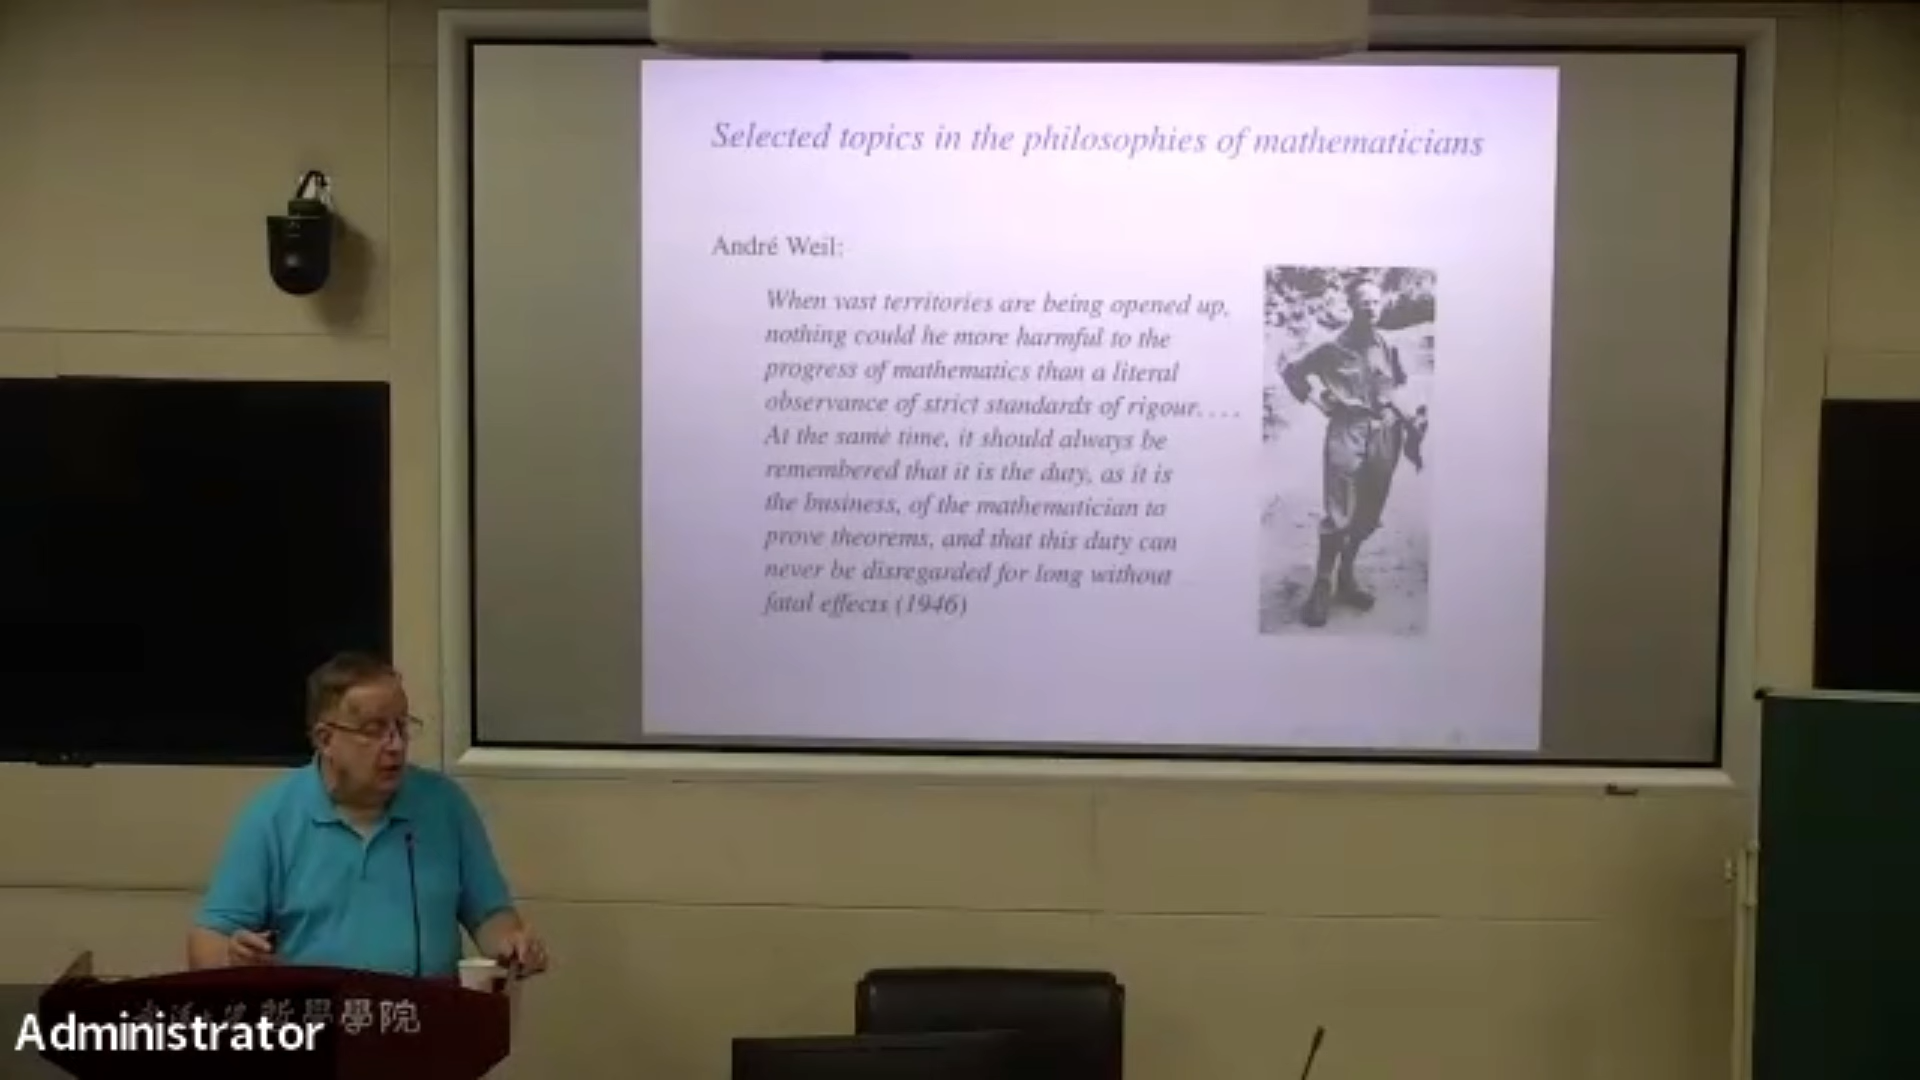 Selected topics in the philosophies of mathematicians
André Weil:
When vast territories are being opened up,
nothing could he more harmful to the
progress of mathematics than a literal
observance of strict standards of rigour. . . .
At the same time, it should always be
remembered that it is the duty, as it is
the business, of the mathematician to
prove theorems, and that this duty can
never be disregarded for long without
fatal effects (1946)
哲學學院
Administrator